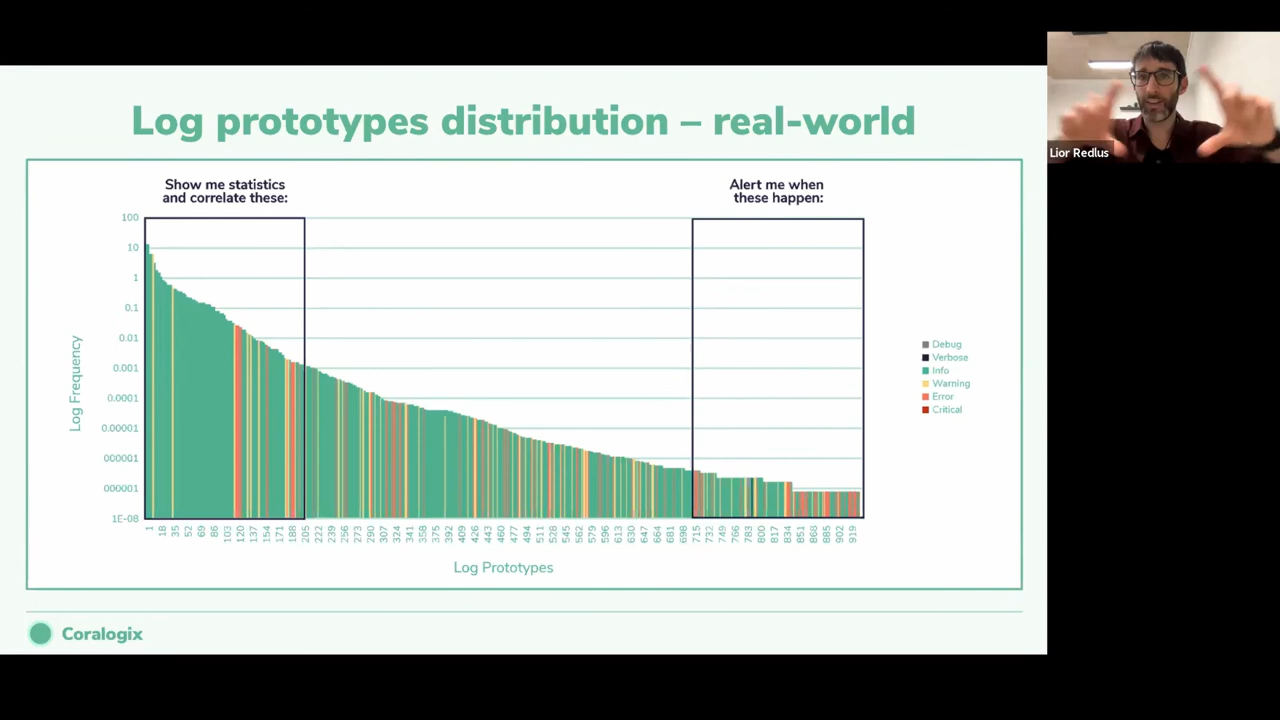 Log prototypes distribution – real-world
Lior Redlus
Show me statistics
and correlate these:
Alert me when
these happen:
100
10
1
0.1
0.01
0.001
0.0001
0.00001
000001
000001
1E-08
Log Frequency
1 18 35 52 69 86 103 120 137 154 171 188 205 222 239 256 273 290 307 324 341 358 375 392 409 426 443 460 477 494 511 528 545 562 579 596 613 630 647 664 681 698 715 732 749 766 783 800 817 834 851 868 885 902 919
Log Prototypes
Debug
Verbose
Info
Warning
Error
Critical
Coralogix